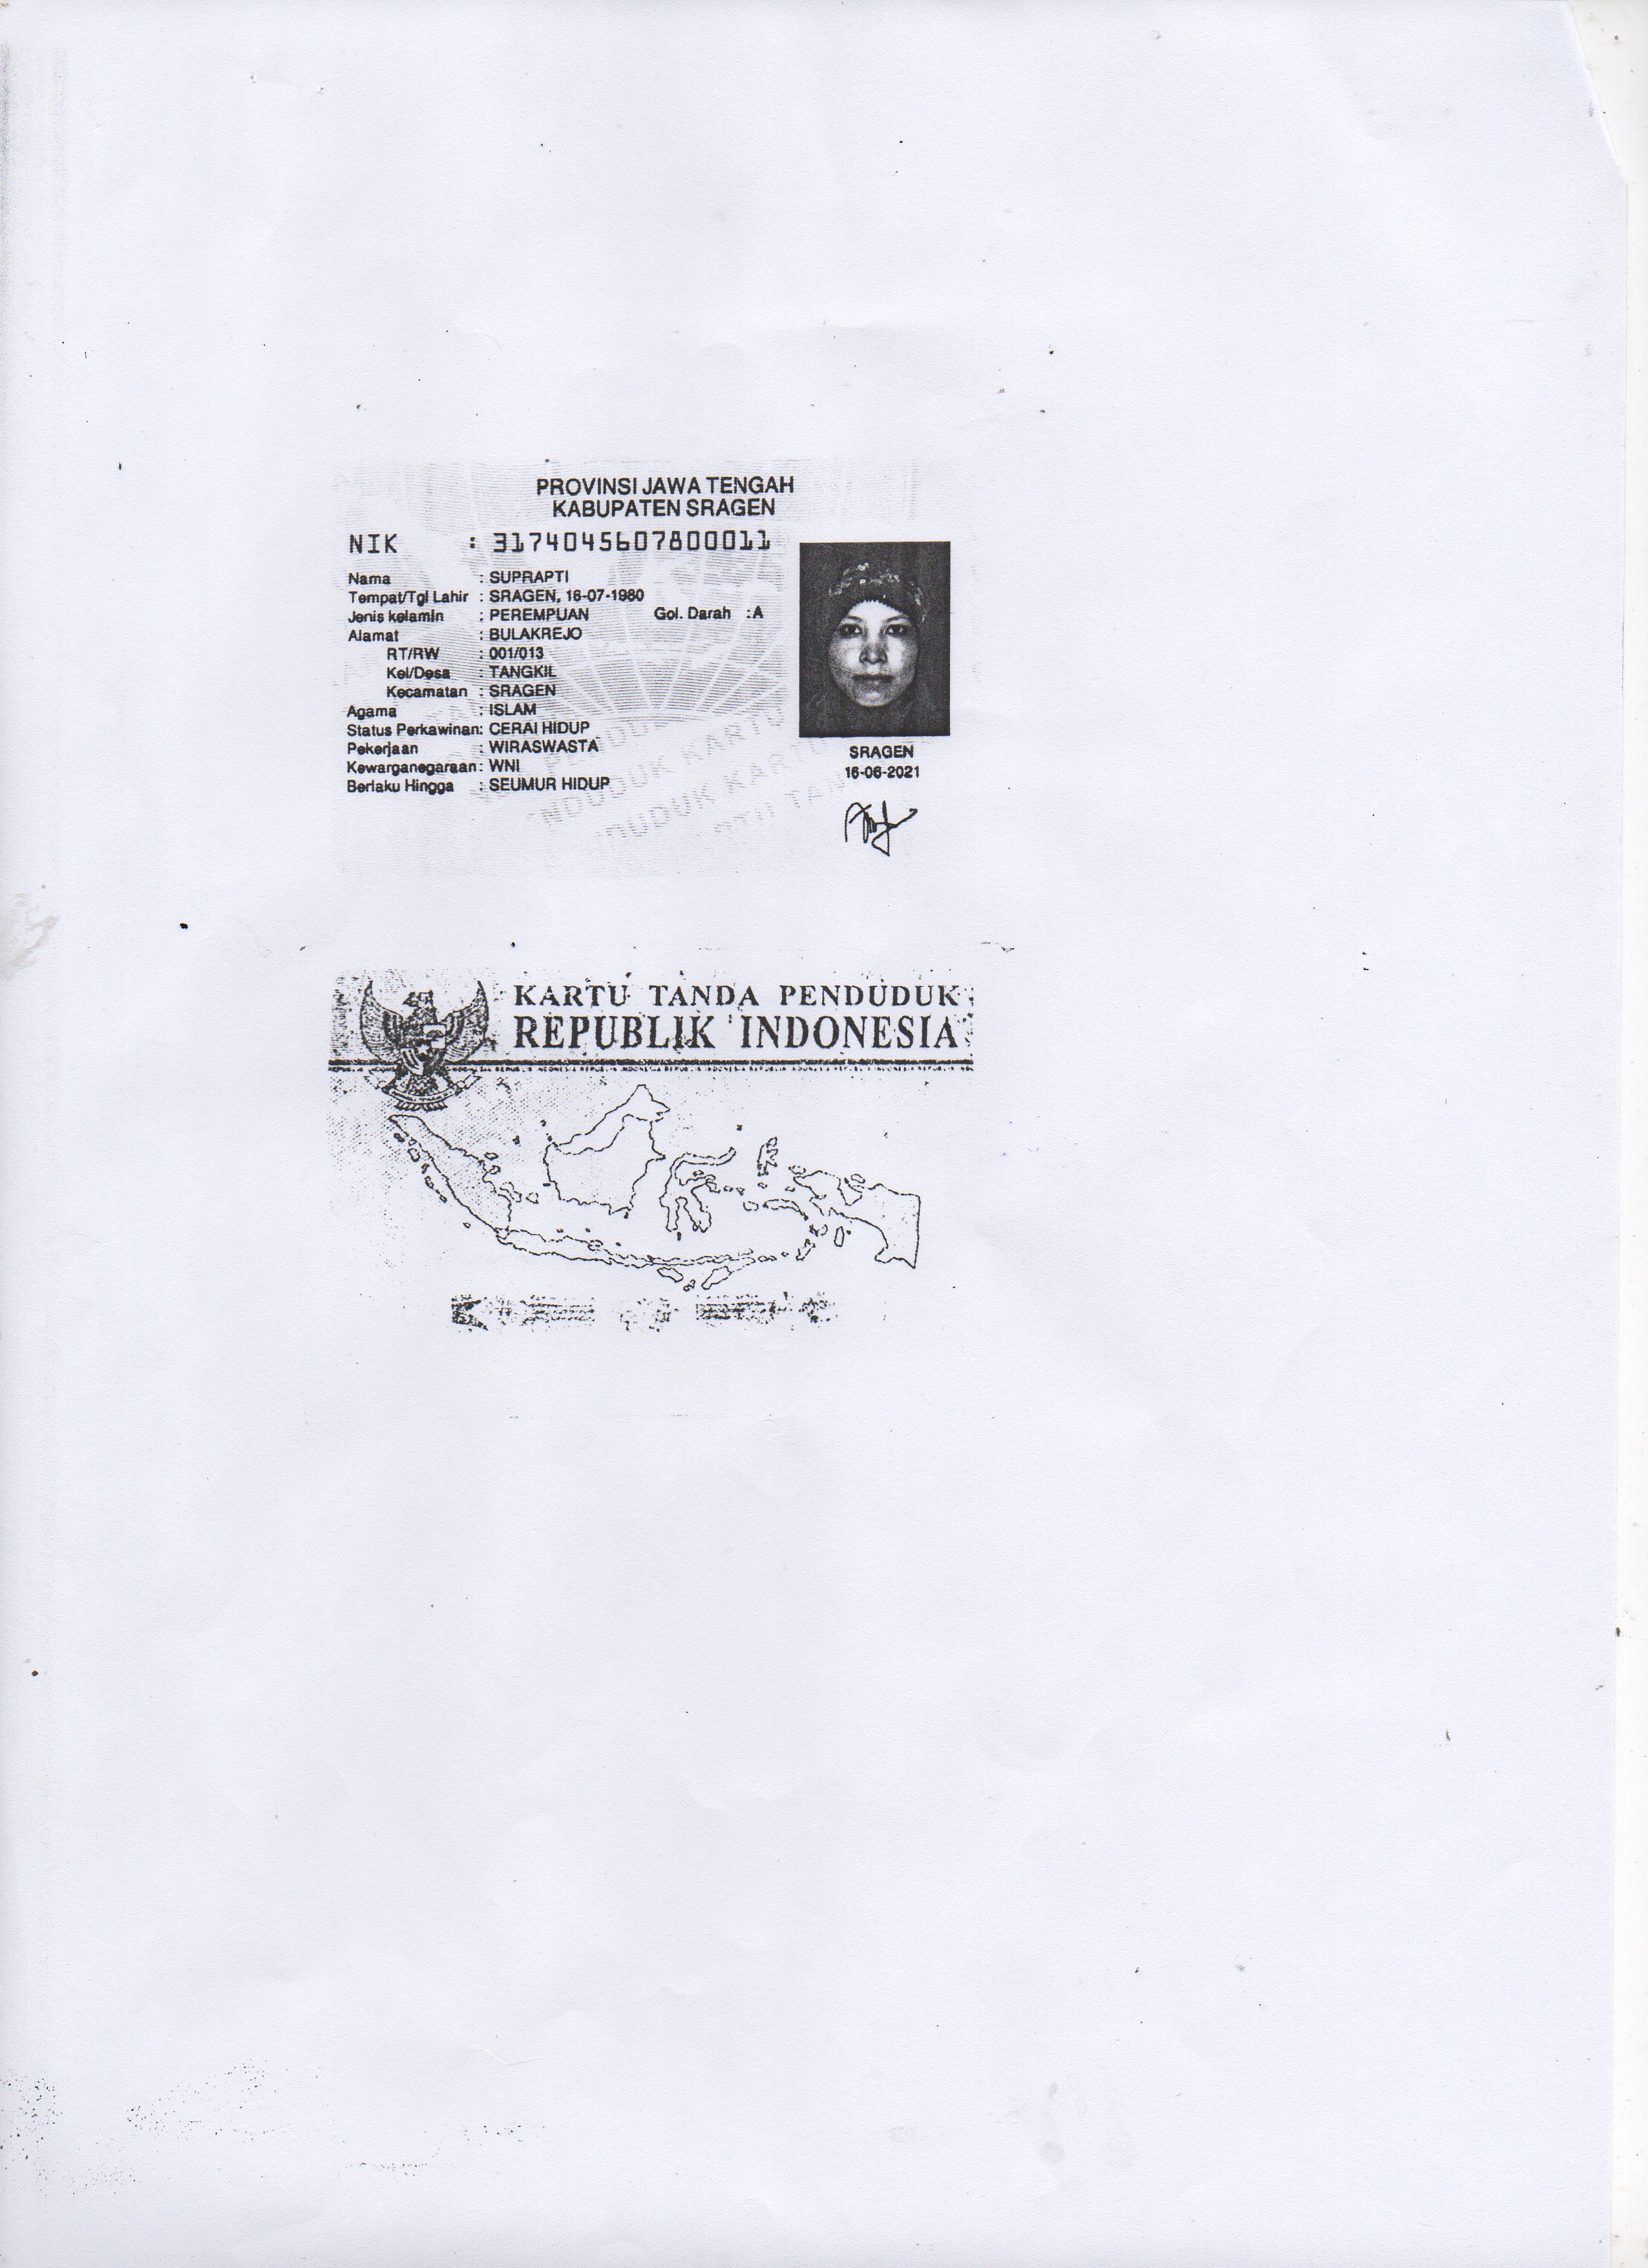 PROVINSI JAWA TENGAH
KABUPATEN SRAGEN
NIK : 3174045607800011
Nama : SUPRAPTI
Tempat/Tgl Lahir : SRAGEN, 16-07-1980
Jenis kelamin : PEREMPUAN Gol. Darah : A
Alamat : BULAKREJO
RT/RW : 001/013
Kel/Desa : TANGKIL
Kecamatan : SRAGEN
Agama : ISLAM
Status Perkawinan: CERAI HIDUP
Pekerjaan : WIRASWASTA
Kewarganegaraan: WNI
Berlaku Hingga : SEUMUR HIDUP
SRAGEN
16-06-2021
KARTU TANDA PENDUDUK
REPUBLIK INDONESIA